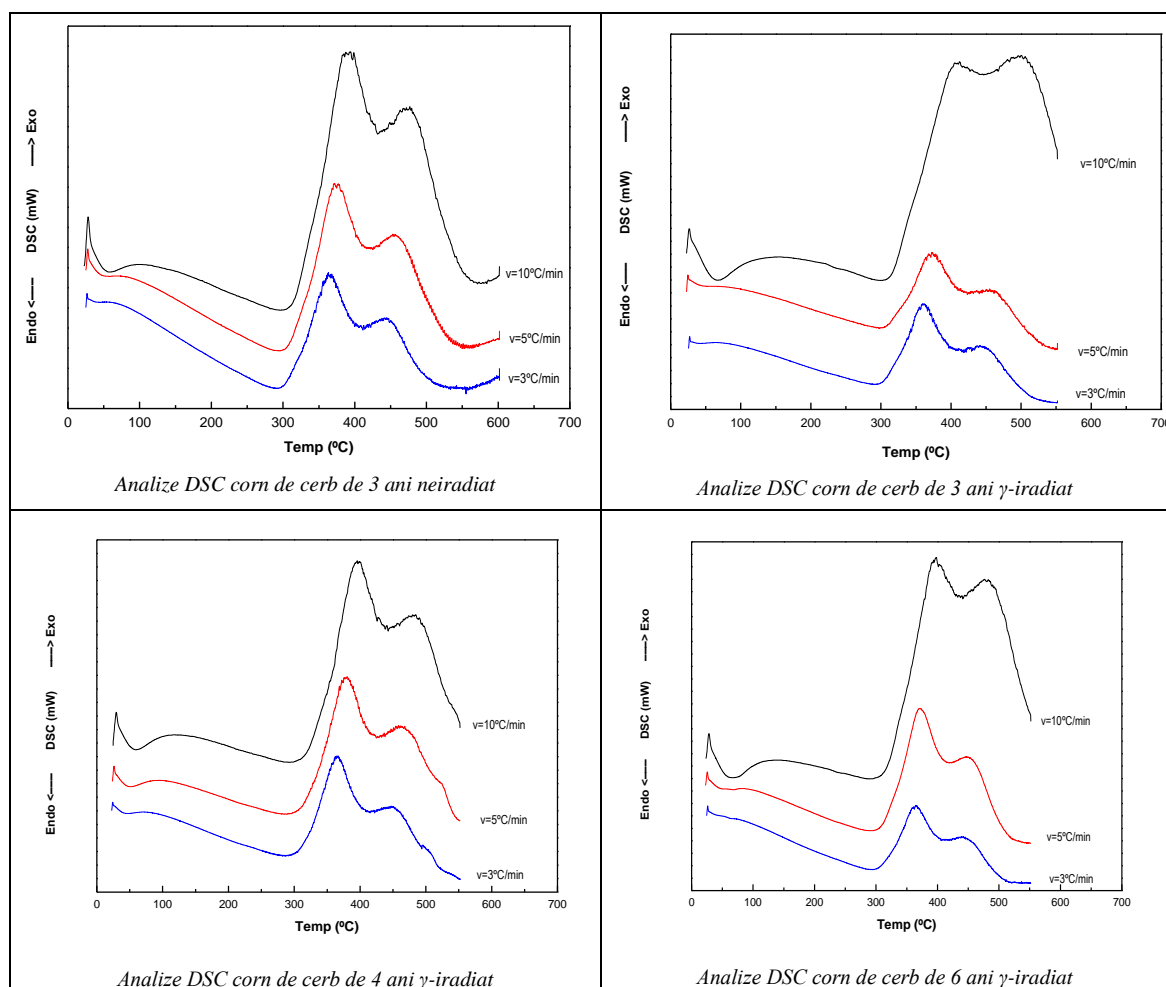 Endo <—— DSC (mW) ——> Exo
v=10ºC/min
v=5ºC/min
v=3ºC/min
0 100 200 300 400 500 600 700
Temp (ºC)
Analize DSC corn de cerb de 3 ani neiradiat
Endo <—— DSC (mW) ——> Exo
v=10ºC/min
v=5ºC/min
v=3ºC/min
0 100 200 300 400 500 600 700
Temp (ºC)
Analize DSC corn de cerb de 3 ani γ-iradiat
Endo <—— DSC (mW) ——> Exo
v=10ºC/min
v=5ºC/min
v=3ºC/min
0 100 200 300 400 500 600 700
Temp (ºC)
Analize DSC corn de cerb de 4 ani γ-iradiat
Endo <—— DSC (mW) ——> Exo
v=10ºC/min
v=5ºC/min
v=3ºC/min
0 100 200 300 400 500 600 700
Temp (ºC)
Analize DSC corn de cerb de 6 ani γ-iradiat